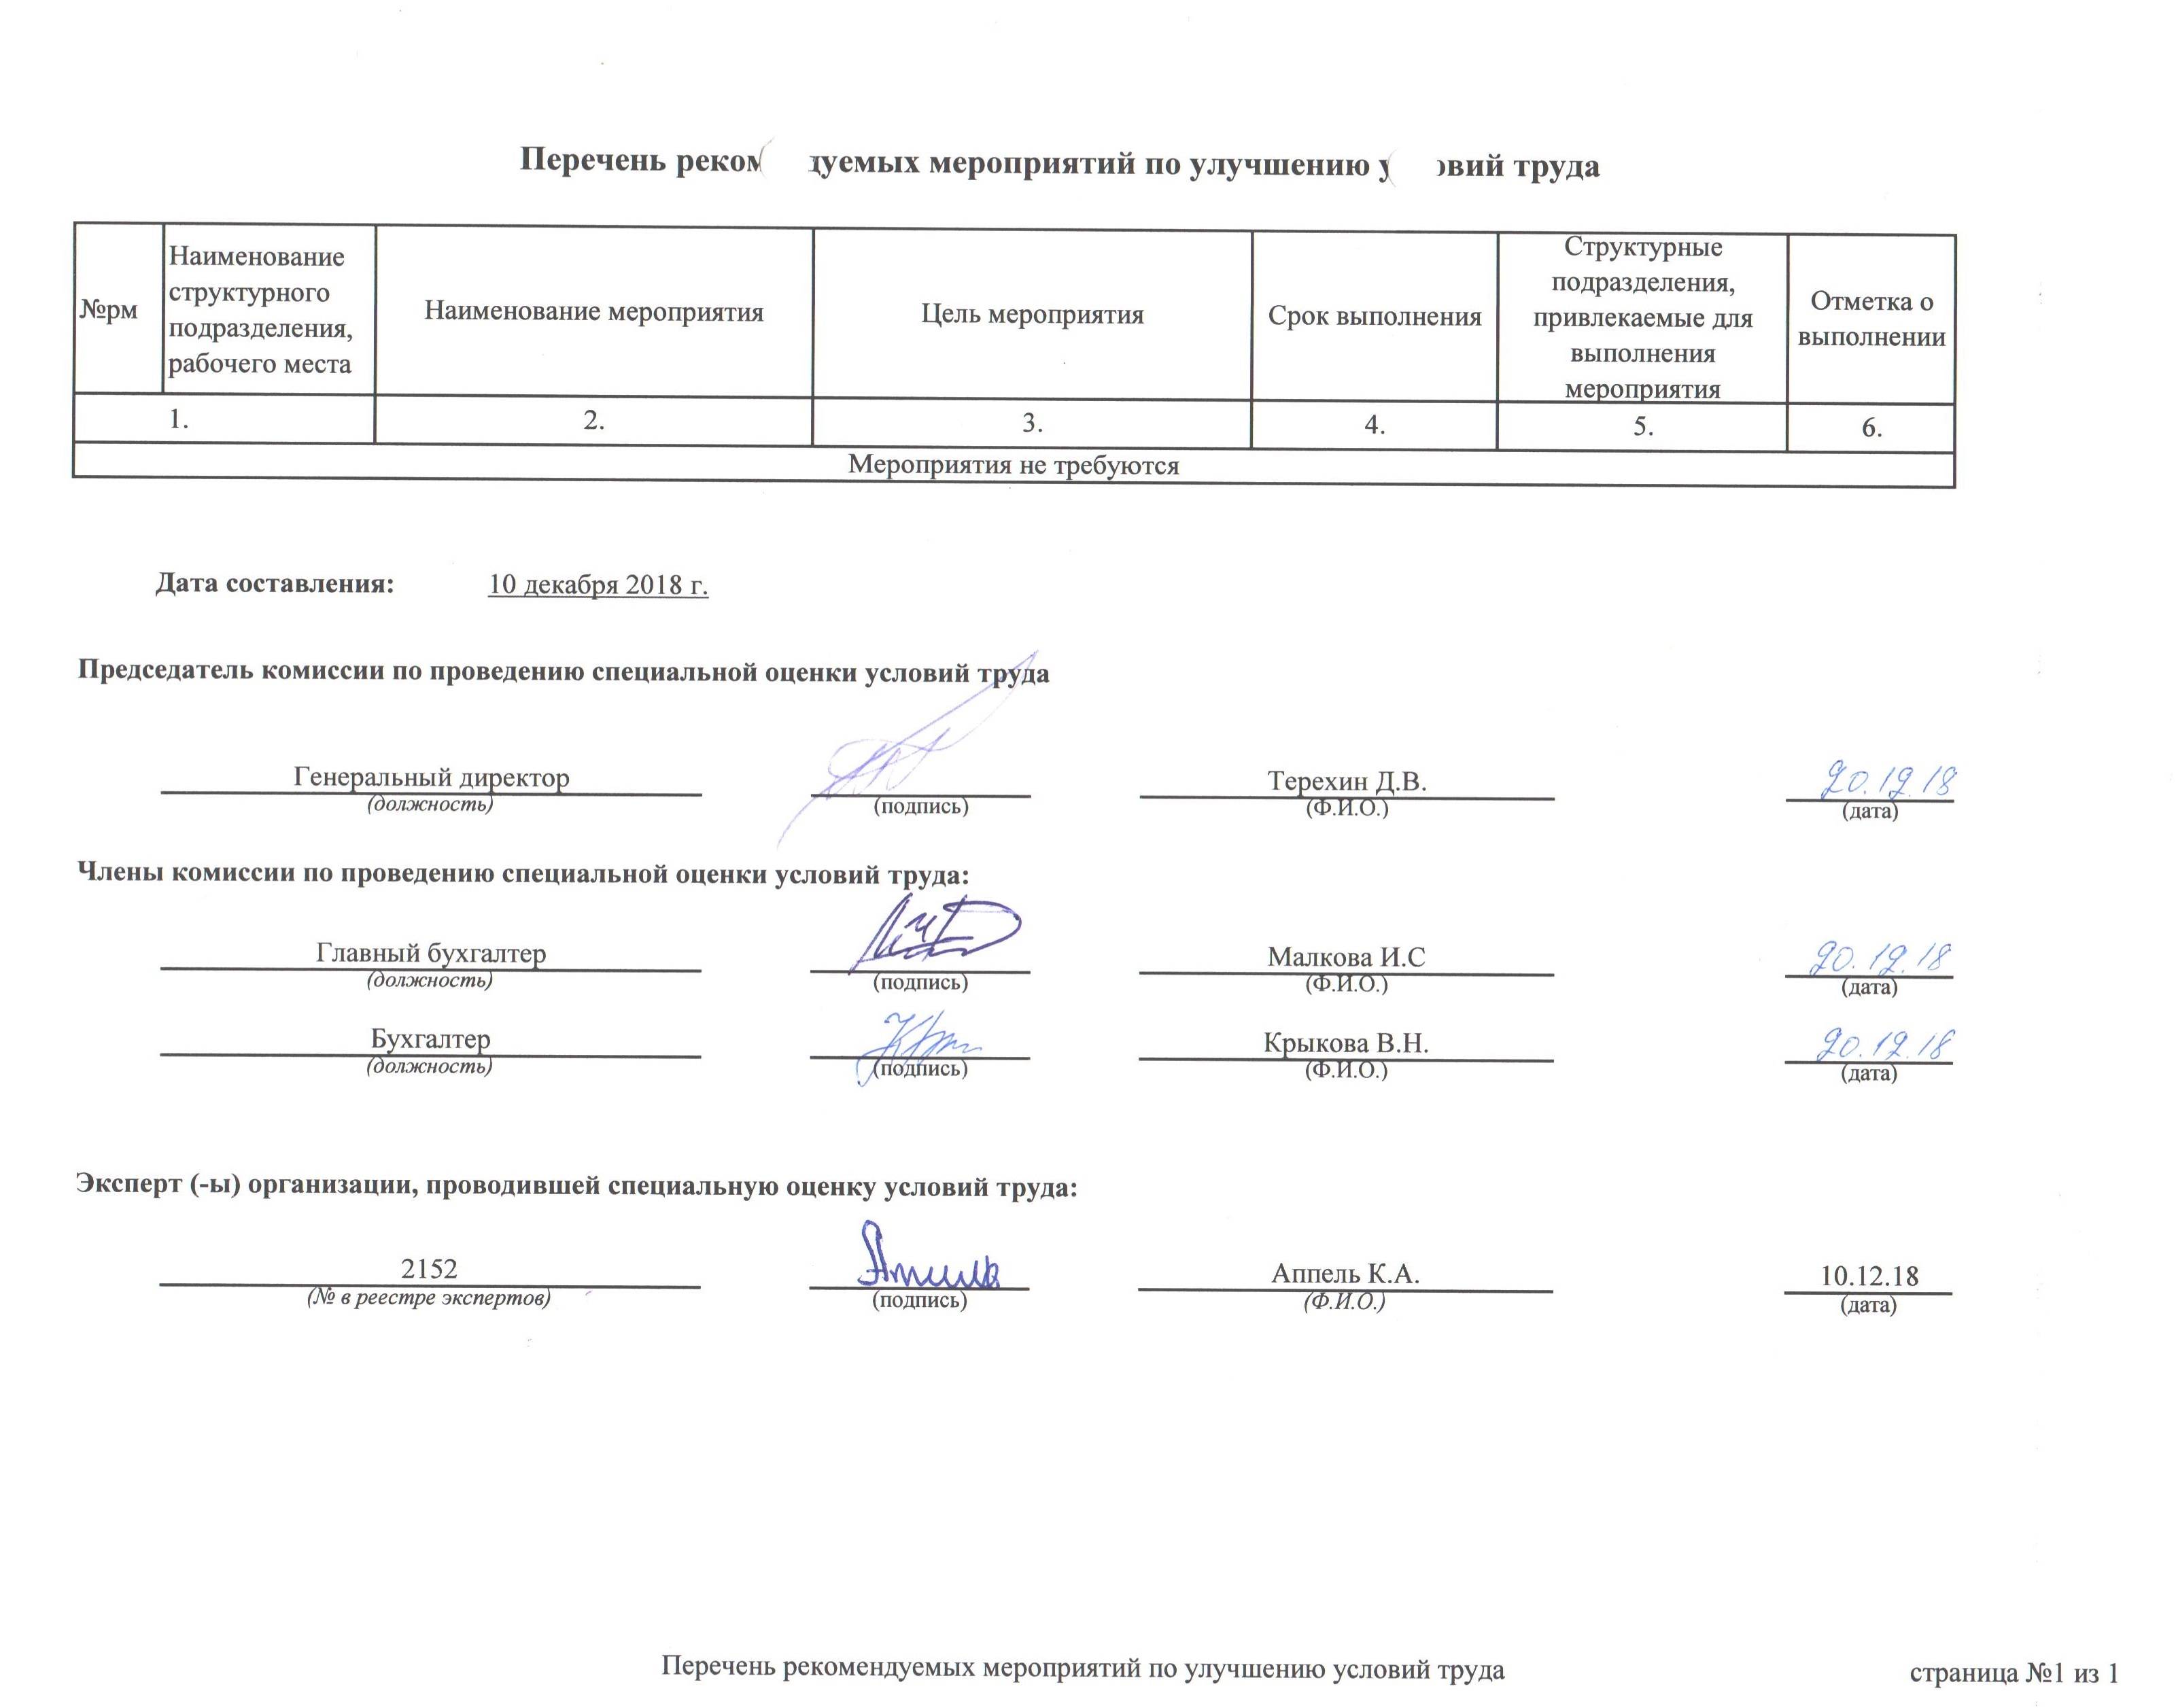 Перечень реком дуемых мероприятий по улучшению у овий труда
№рм
Наименование
структурного
подразделения,
рабочего места
Наименование мероприятия
Цель мероприятия
Срок выполнения
Структурные
подразделения,
привлекаемые для
выполнения
мероприятия
Отметка о
выполнении
1. 2. 3. 4. 5. 6.
Мероприятия не требуются
Дата составления: 10 декабря 2018 г.
Председатель комиссии по проведению специальной оценки условий труда
Генеральный директор Терехин Д.В. 20.12.18
(должность) (подпись) (Ф.И.О.) (дата)
Члены комиссии по проведению специальной оценки условий труда:
Главный бухгалтер Малкова И.С 20.12.18
(должность) (подпись) (Ф.И.О.) (дата)
Бухгалтер Крыкова В.Н. 20.12.18
(должность) (подпись) (Ф.И.О.) (дата)
Эксперт (-ы) организации, проводившей специальную оценку условий труда:
2152 Аппель К.А. 10.12.18
(№ в реестре экспертов) (подпись) (Ф.И.О.) (дата)
Перечень рекомендуемых мероприятий по улучшению условий труда
страница №1 из 1